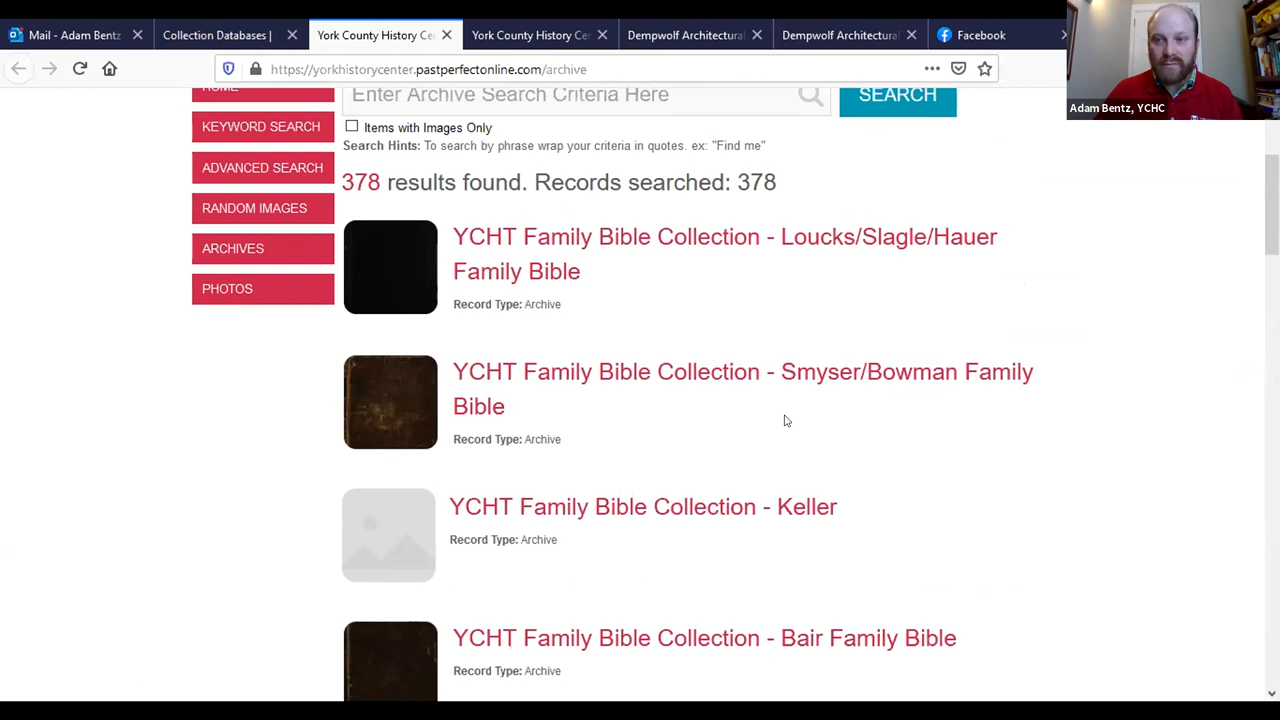 Mail - Adam Bentz
Collection Databases |
York County History Ce
York County History Ce
Dempwolf Architectural
Dempwolf Architectural
Facebook
https://yorkhistorycenter.pastperfectonline.com/archive
Adam Bentz, YCHC
HOME
KEYWORD SEARCH
ADVANCED SEARCH
RANDOM IMAGES
ARCHIVES
PHOTOS
Enter Archive Search Criteria Here
SEARCH
Items with Images Only
Search Hints: To search by phrase wrap your criteria in quotes. ex: "Find me"
378 results found. Records searched: 378
YCHT Family Bible Collection - Loucks/Slagle/Hauer
Family Bible
Record Type: Archive
YCHT Family Bible Collection - Smyser/Bowman Family
Bible
Record Type: Archive
YCHT Family Bible Collection - Keller
Record Type: Archive
YCHT Family Bible Collection - Bair Family Bible
Record Type: Archive